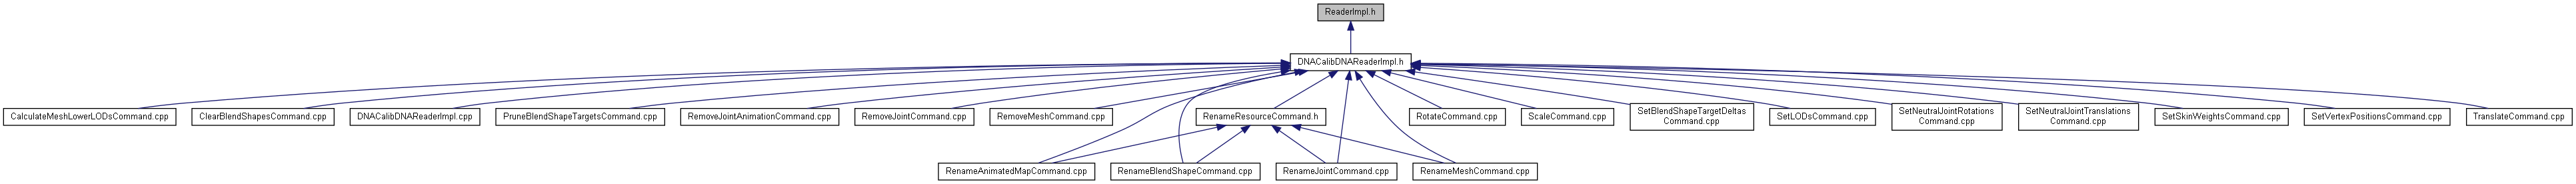 ReaderImpl.h
DNACalibDNAReaderImpl.h
CalculateMeshLowerLODsCommand.cpp
ClearBlendShapesCommand.cpp
DNACalibDNAReaderImpl.cpp
PruneBlendShapeTargetsCommand.cpp
RemoveJointAnimationCommand.cpp
RemoveJointCommand.cpp
RemoveMeshCommand.cpp
RenameResourceCommand.h
RotateCommand.cpp
ScaleCommand.cpp
SetBlendShapeTargetDeltas
Command.cpp
SetLODsCommand.cpp
SetNeutralJointRotations
Command.cpp
SetNeutralJointTranslations
Command.cpp
SetSkinWeightsCommand.cpp
SetVertexPositionsCommand.cpp
TranslateCommand.cpp
RenameAnimatedMapCommand.cpp
RenameBlendShapeCommand.cpp
RenameJointCommand.cpp
RenameMeshCommand.cpp